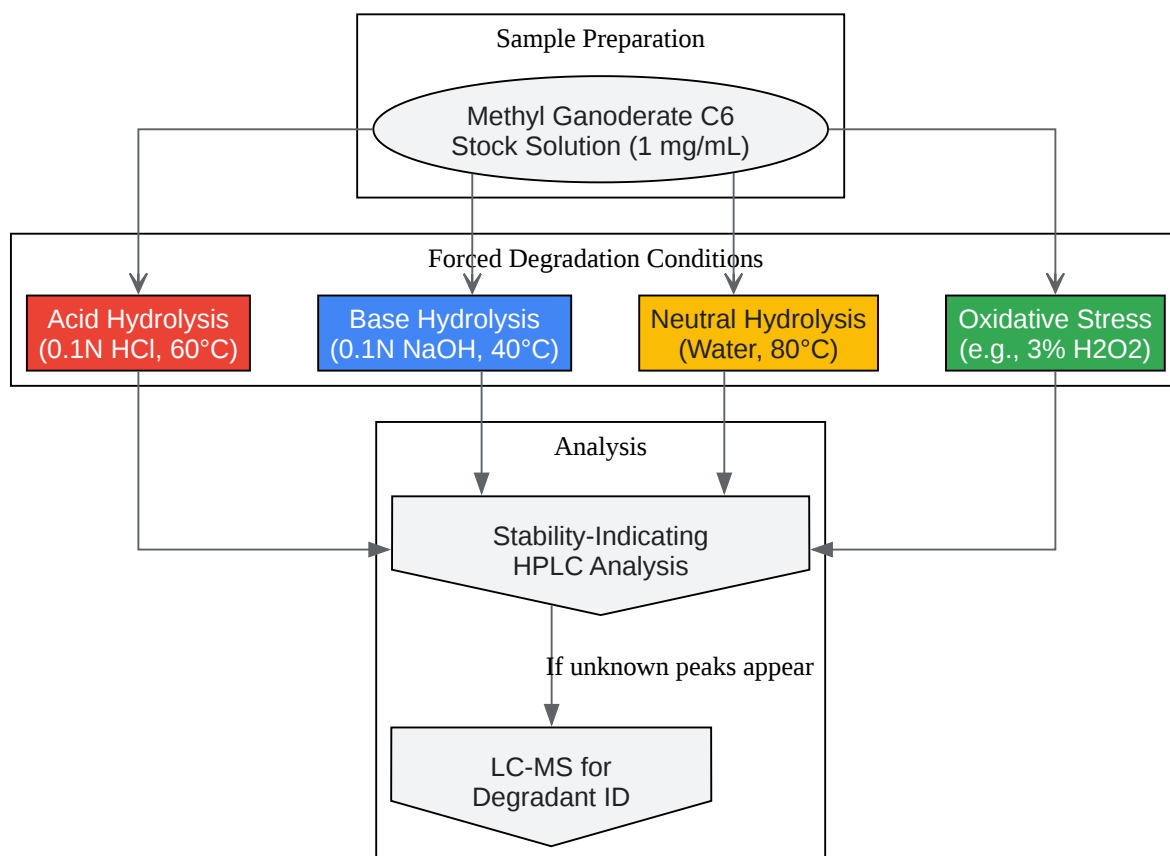 Sample Preparation
Methyl Ganoderate C6
Stock Solution (1 mg/mL)
Forced Degradation Conditions
Acid Hydrolysis
(0.1N HCl, 60°C)
Base Hydrolysis
(0.1N NaOH, 40°C)
Neutral Hydrolysis
(Water, 80°C)
Oxidative Stress
(e.g., 3% H2O2)
Analysis
Stability-Indicating
HPLC Analysis
If unknown peaks appear
LC-MS for
Degradant ID